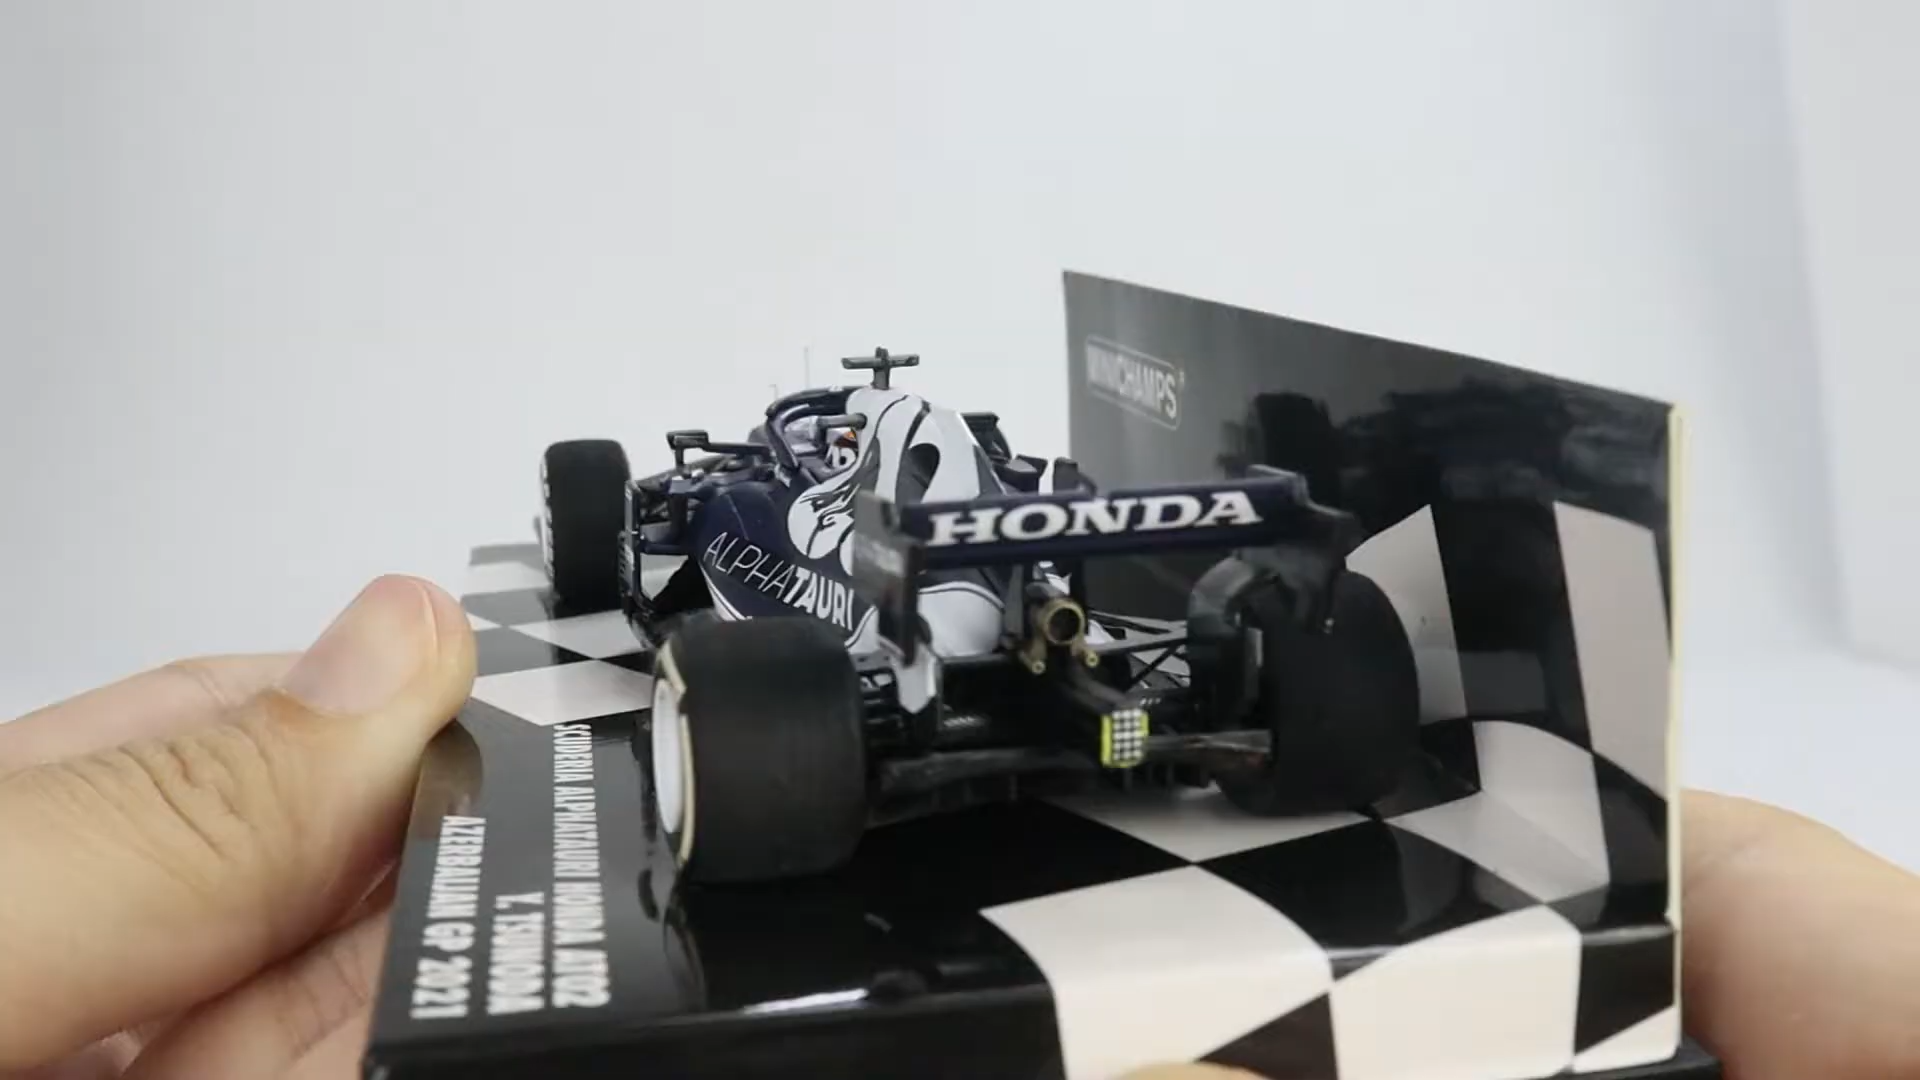 MINICHAMPS
HONDA
ALPHATAURI
SCUDERIA ALPHATAURI HONDA AT02
Y. TSUNODA
AZERBAIJAN GP 2021